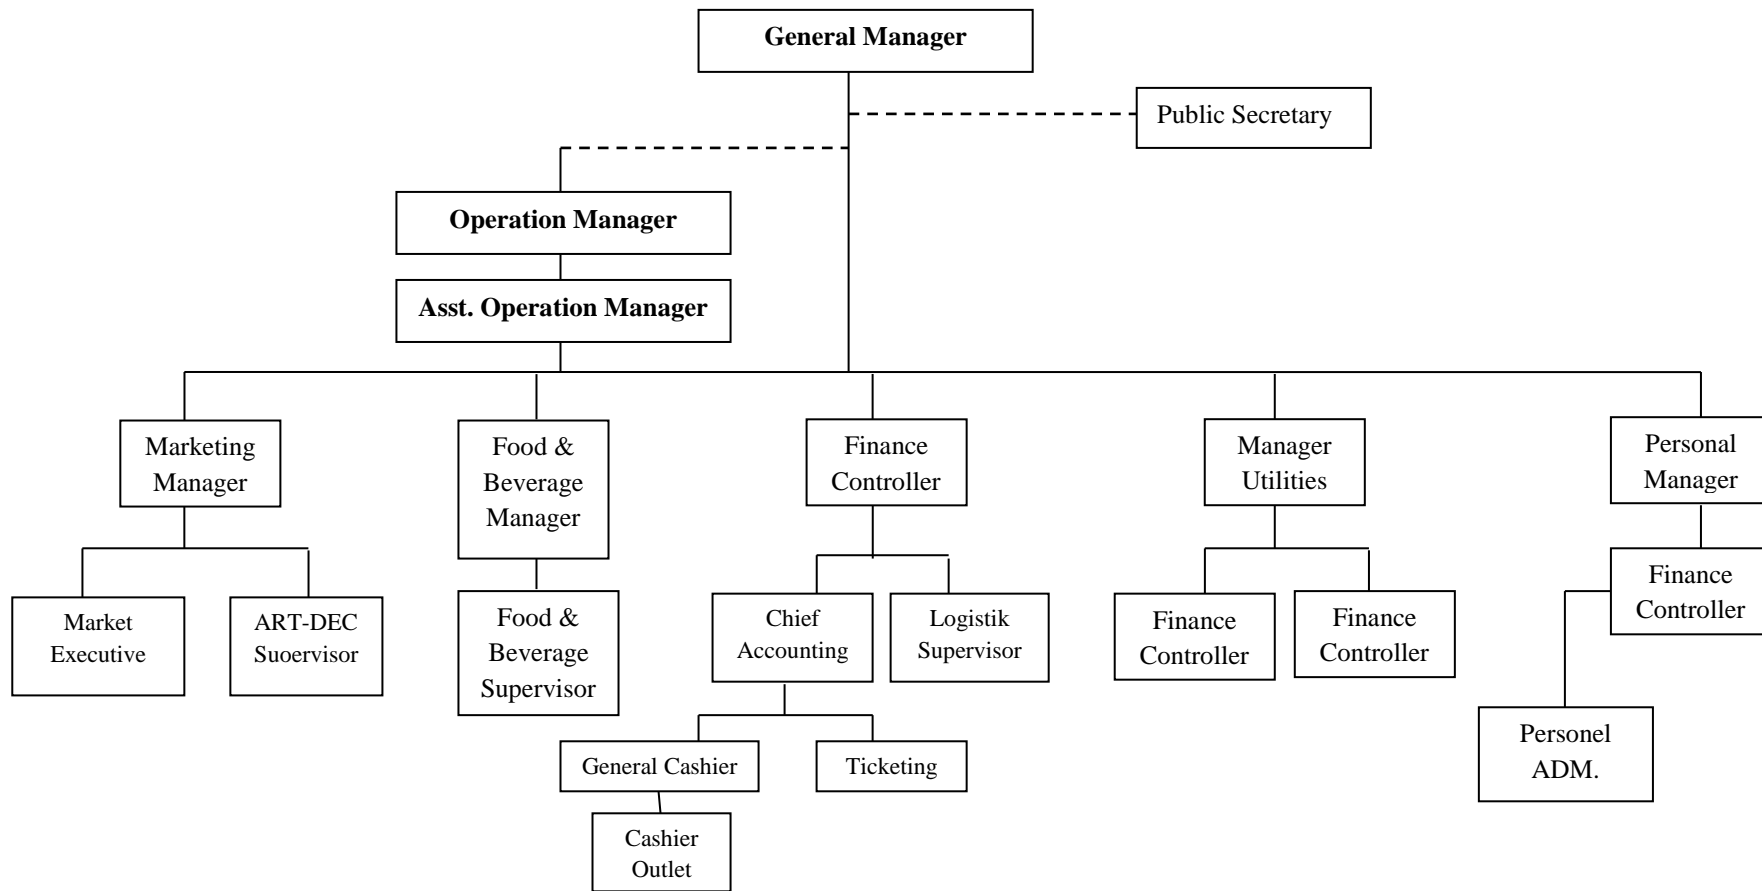 General Manager
Public Secretary
Operation Manager
Asst. Operation Manager
Marketing
Manager
Food &
Beverage
Manager
Finance
Controller
Manager
Utilities
Personal
Manager
Market
Executive
ART-DEC
Suoervisor
Food &
Beverage
Supervisor
Chief
Accounting
Logistik
Supervisor
Finance
Controller
Finance
Controller
Finance
Controller
General Cashier
Ticketing
Personel
ADM.
Cashier
Outlet